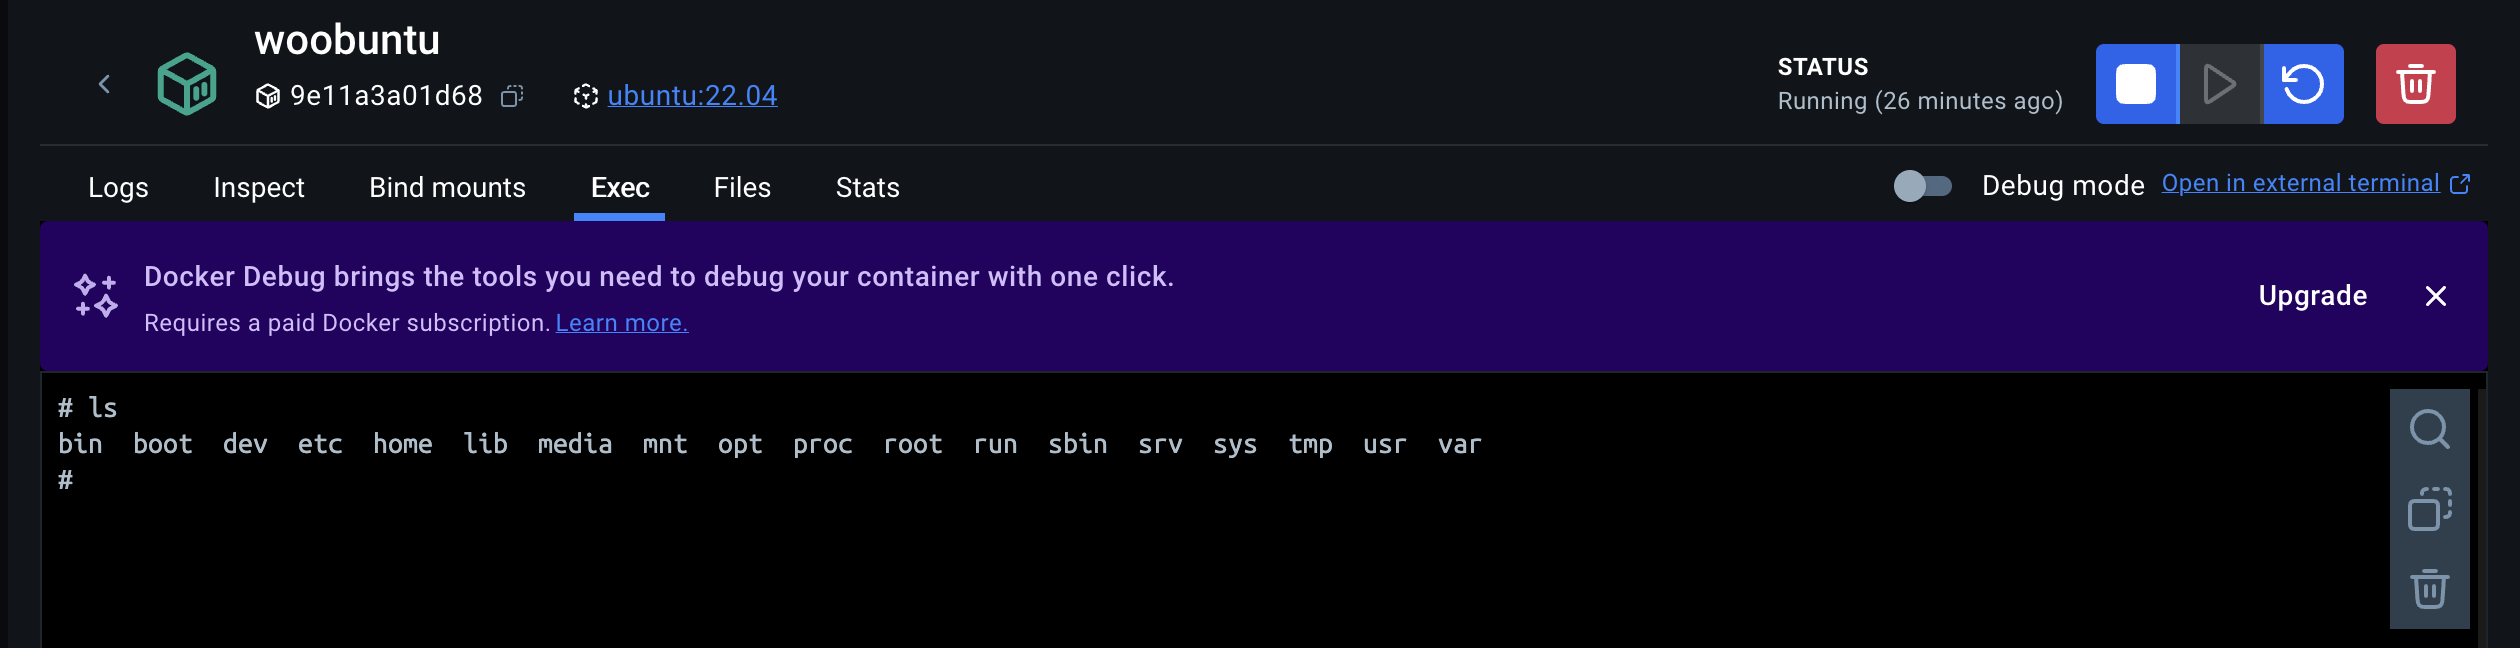 woobuntu
9e11a3a01d68 ubuntu:22.04
STATUS
Running (26 minutes ago)
Logs Inspect Bind mounts Exec Files Stats Debug mode Open in external terminal
Docker Debug brings the tools you need to debug your container with one click.
Requires a paid Docker subscription. Learn more.
Upgrade
# ls
bin  boot  dev  etc  home  lib  media  mnt  opt  proc  root  run  sbin  srv  sys  tmp  usr  var
#